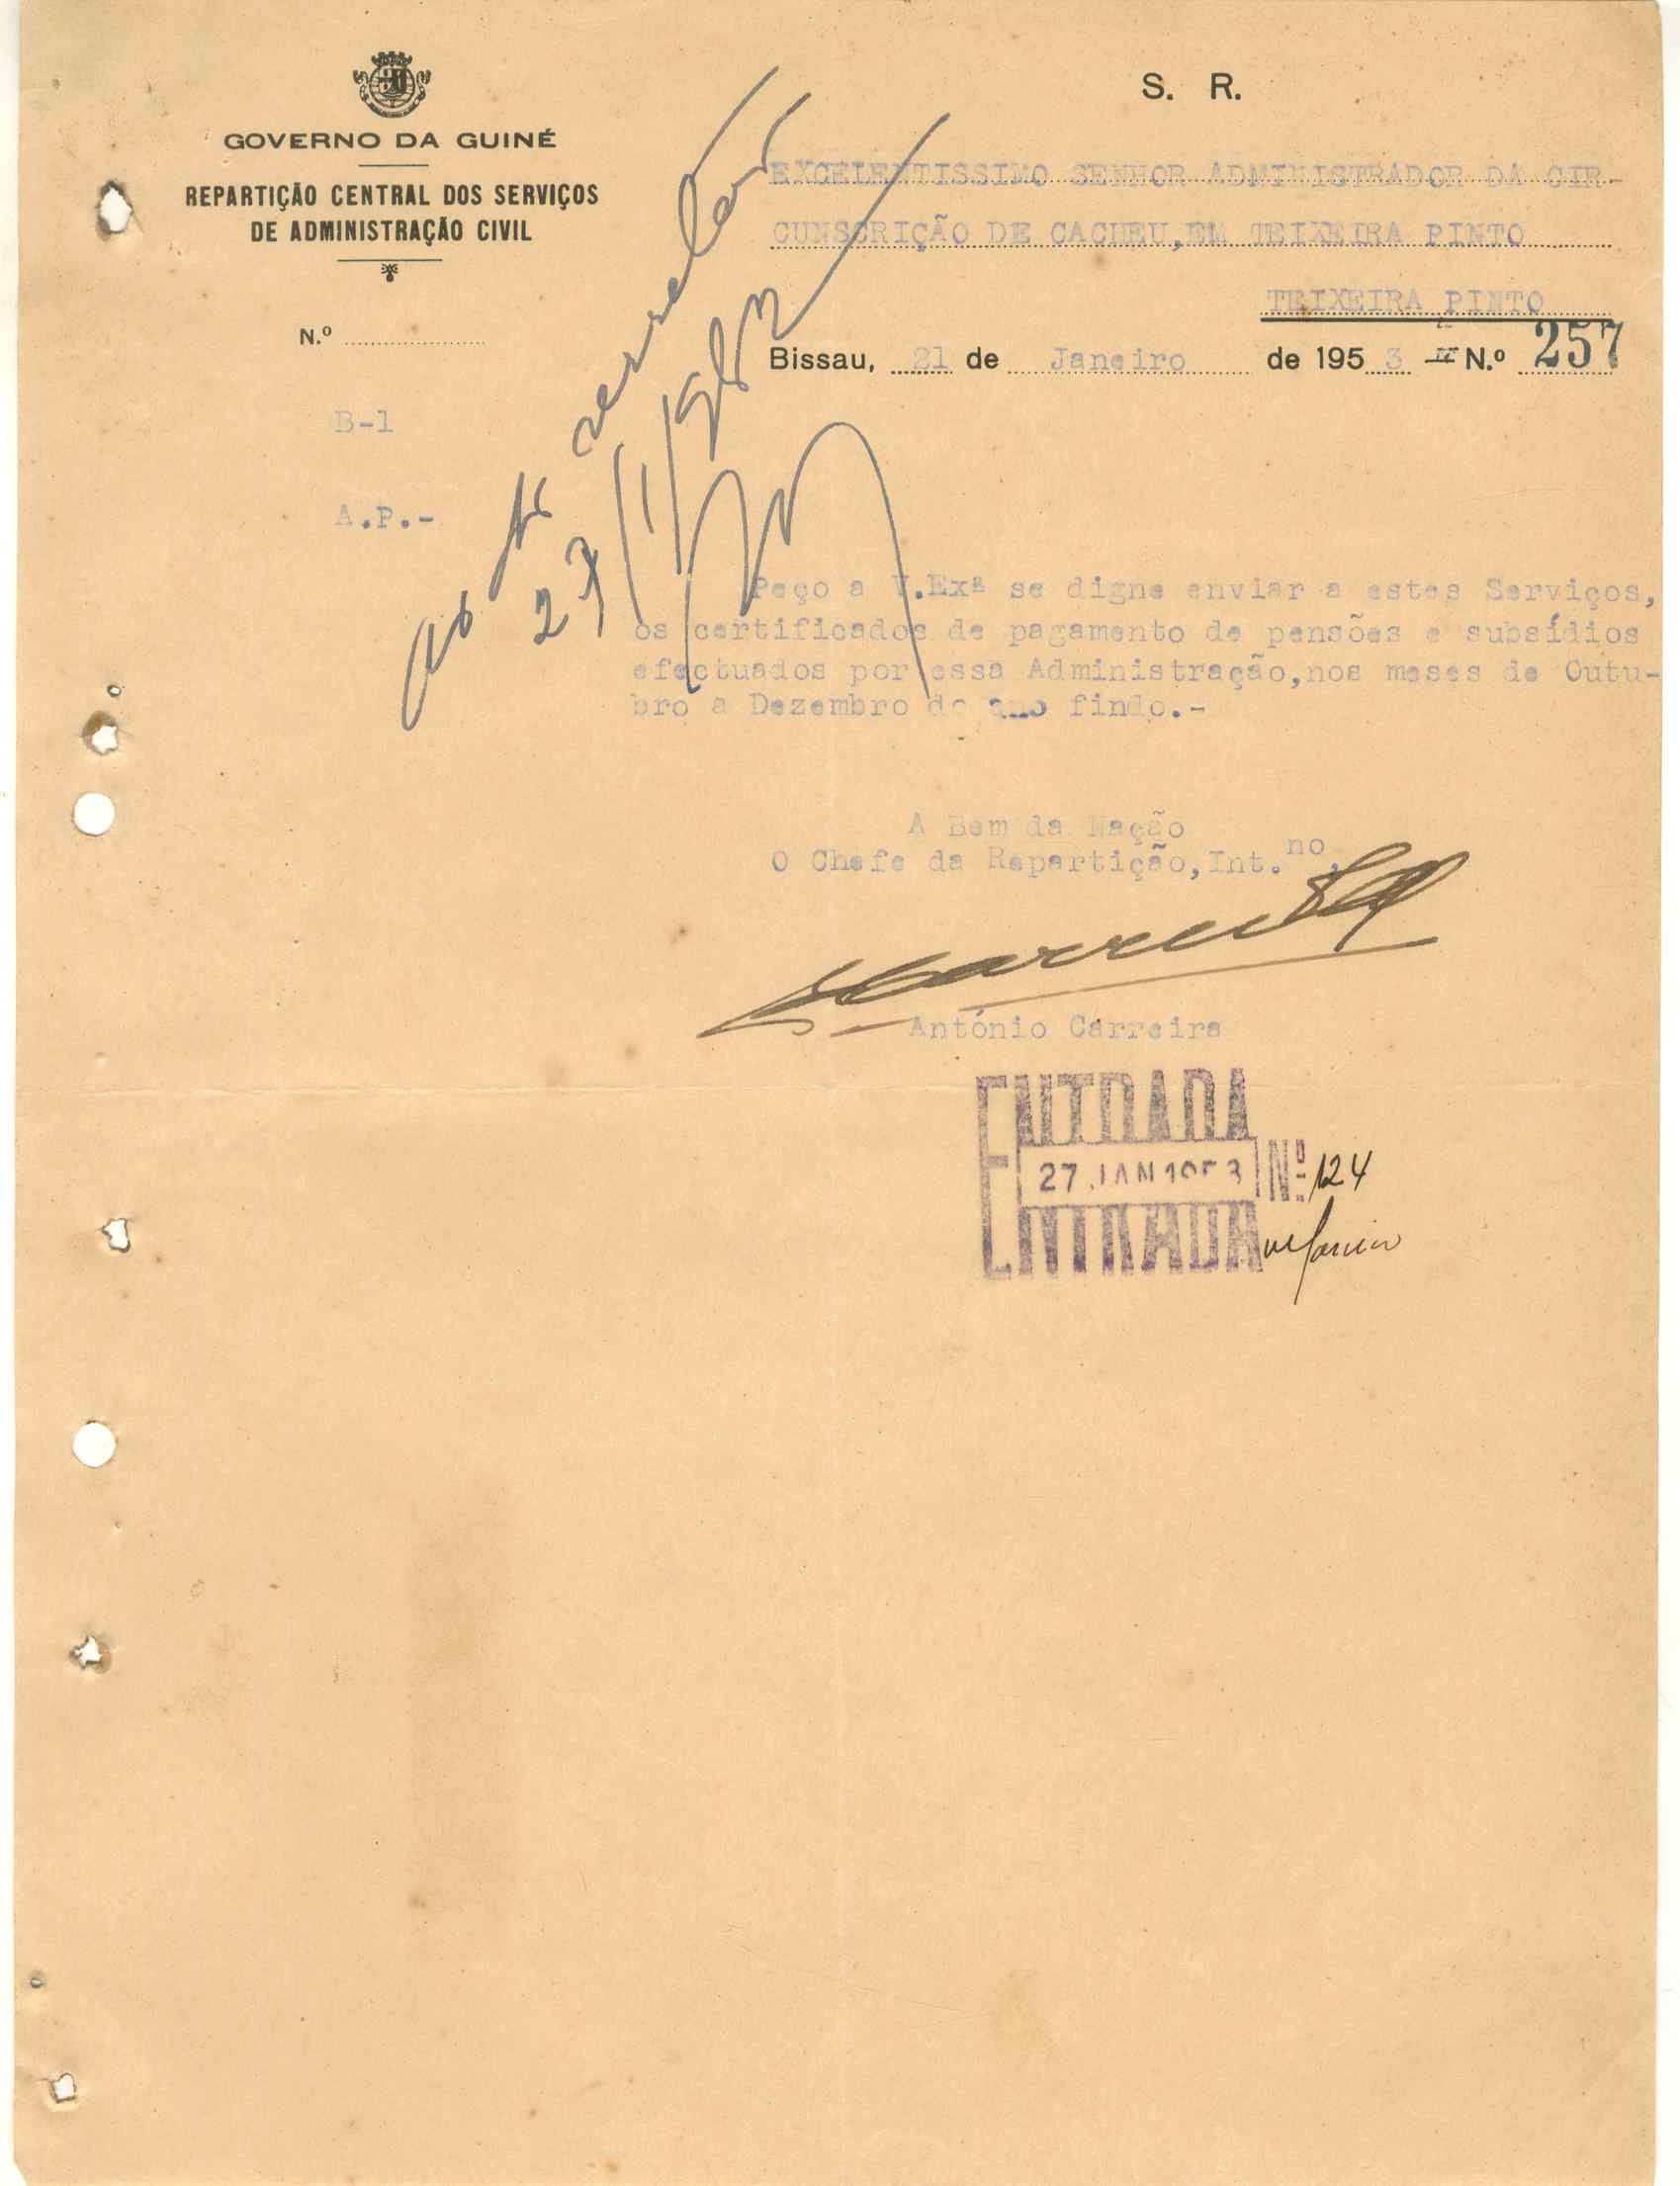 GOVERNO DA GUINÉ
REPARTIÇÃO CENTRAL DOS SERVIÇOS
DE ADMINISTRAÇÃO CIVIL
N.º
B-1
A.P.-
S. R.
EXCELENTISSIMO SENHOR ADMINISTRADOR DA CIR-
CUNSCRIÇÃO DE CACHEU,EM TEIXEIRA PINTO
TEIXEIRA PINTO
Bissau, 21 de Janeiro de 1953 N.º 257
Ao
27/1/953
Peço a V.Exª se digne enviar a estes Serviços,
os certificados de pagamento de pensões e subsídios
efectuados por essa Administração,nos meses de Outu-
bro a Dezembro do ano findo.-
A Bem da Nação
O Chefe da Repartição,Int.no,
António Carreira
ENTRADA
27 JAN 1953 Nº 124
ENTRADA